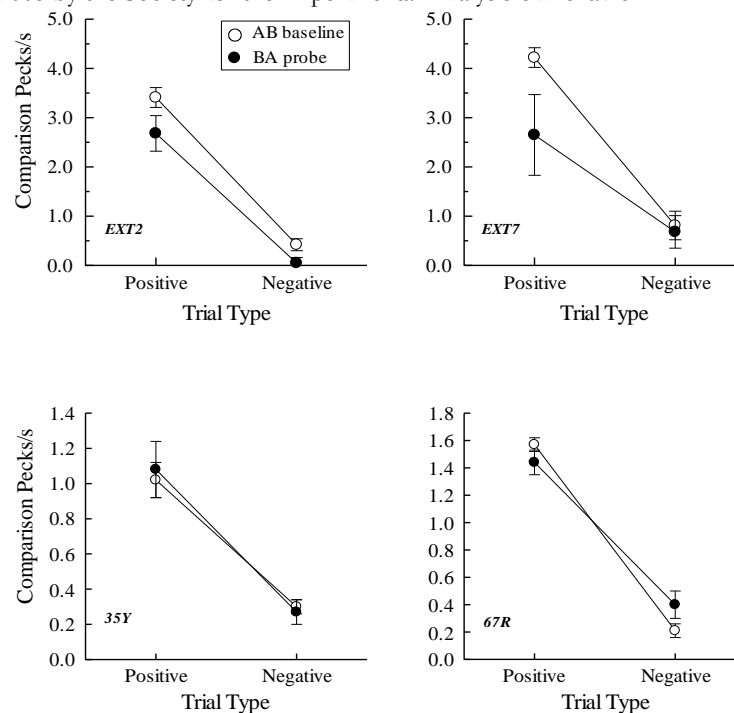 by the Society
Comparison Pecks/s
5.0
4.0
3.0
2.0
1.0
0.0
AB baseline
BA probe
EXT2
Positive Negative
Trial Type
5.0
4.0
3.0
2.0
1.0
0.0
EXT7
Positive Negative
Trial Type
Comparison Pecks/s
1.4
1.2
1.0
0.8
0.6
0.4
0.2
0.0
35Y
Positive Negative
Trial Type
1.8
1.6
1.4
1.2
1.0
0.8
0.6
0.4
0.2
0.0
67R
Positive Negative
Trial Type